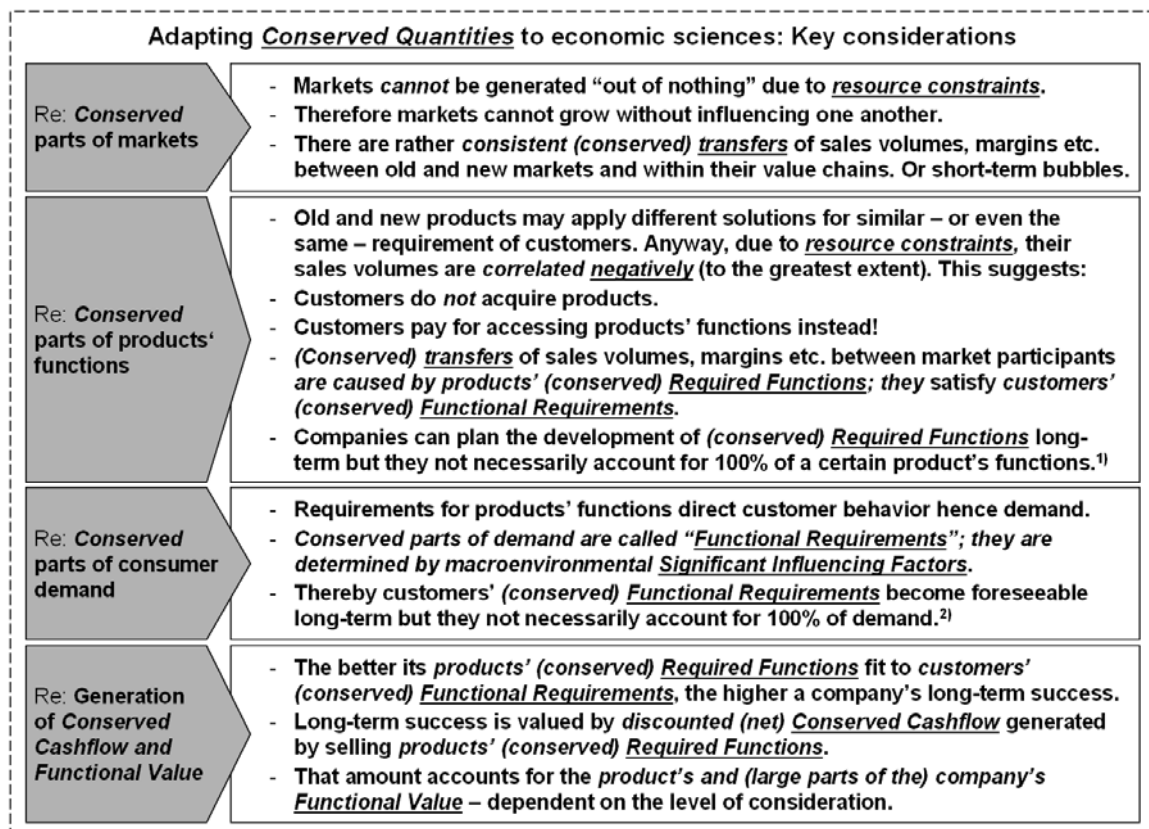 Adapting Conserved Quantities to economic sciences: Key considerations
Re: Conserved
parts of markets
- Markets cannot be generated “out of nothing” due to resource constraints.
- Therefore markets cannot grow without influencing one another.
- There are rather consistent (conserved) transfers of sales volumes, margins etc.
between old and new markets and within their value chains. Or short-term bubbles.
Re: Conserved
parts of products‘
functions
- Old and new products may apply different solutions for similar – or even the
same – requirement of customers. Anyway, due to resource constraints, their
sales volumes are correlated negatively (to the greatest extent). This suggests:
- Customers do not acquire products.
- Customers pay for accessing products’ functions instead!
- (Conserved) transfers of sales volumes, margins etc. between market participants
are caused by products’ (conserved) Required Functions; they satisfy customers’
(conserved) Functional Requirements.
- Companies can plan the development of (conserved) Required Functions long-
term but they not necessarily account for 100% of a certain product’s functions.1)
Re: Conserved
parts of consumer
demand
- Requirements for products’ functions direct customer behavior hence demand.
- Conserved parts of demand are called “Functional Requirements”; they are
determined by macroenvironmental Significant Influencing Factors.
- Thereby customers’ (conserved) Functional Requirements become foreseeable
long-term but they not necessarily account for 100% of demand.2)
Re: Generation
of Conserved
Cashflow and
Functional Value
- The better its products’ (conserved) Required Functions fit to customers’
(conserved) Functional Requirements, the higher a company’s long-term success.
- Long-term success is valued by discounted (net) Conserved Cashflow generated
by selling products’ (conserved) Required Functions.
- That amount accounts for the product’s and (large parts of the) company’s
Functional Value – dependent on the level of consideration.